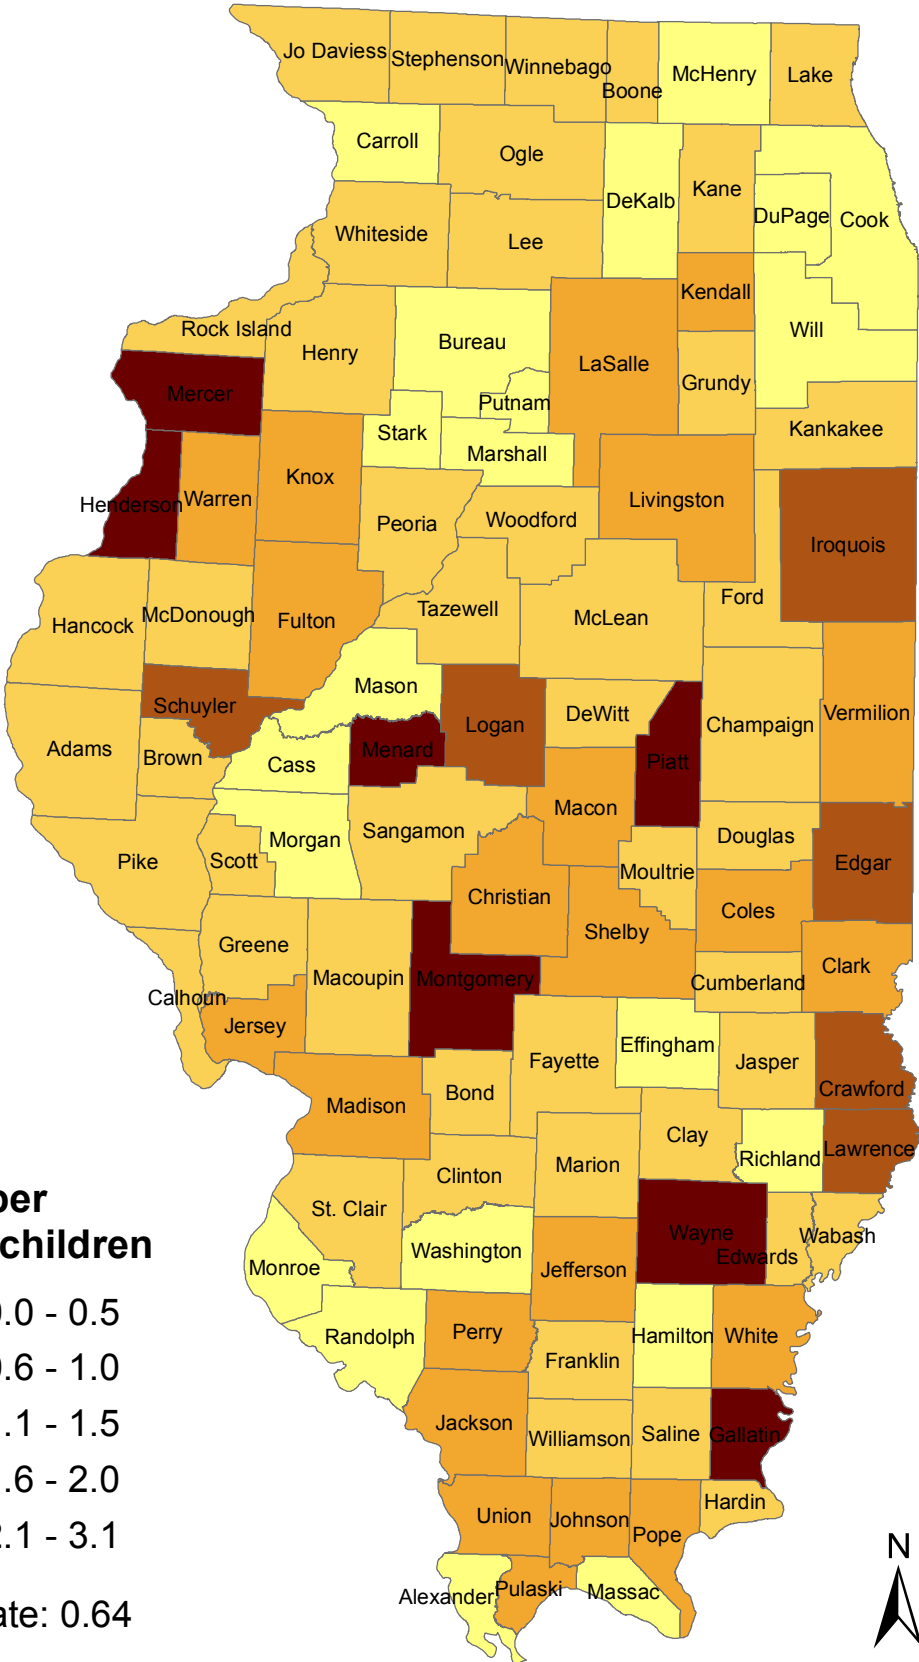 Jo Daviess
Stephenson
Winnebago
Boone
McHenry
Lake
Carroll
Ogle
DeKalb
Kane
DuPage
Cook
Whiteside
Lee
Kendall
Rock Island
Henry
Bureau
LaSalle
Will
Grundy
Mercer
Putnam
Stark
Kankakee
Marshall
Knox
Henderson
Warren
Livingston
Peoria
Woodford
Iroquois
Hancock
McDonough
Fulton
Tazewell
McLean
Ford
Schuyler
Mason
Logan
DeWitt
Champaign
Vermilion
Adams
Brown
Cass
Menard
Piatt
Macon
Pike
Scott
Morgan
Sangamon
Moultrie
Douglas
Edgar
Christian
Coles
Greene
Shelby
Macoupin
Montgomery
Cumberland
Clark
Calhoun
Jersey
Effingham
Fayette
Jasper
Crawford
Madison
Bond
Clay
Richland
Lawrence
Marion
Clinton
St. Clair
Wayne
Edwards
Wabash
Washington
Monroe
Jefferson
Randolph
Perry
Hamilton
White
Franklin
Jackson
Williamson
Saline
Gallatin
Hardin
Union
Johnson
Pope
Alexander
Pulaski
Massac
per
children
.0 - 0.5
.6 - 1.0
.1 - 1.5
.6 - 2.0
.1 - 3.1
ate: 0.64
N